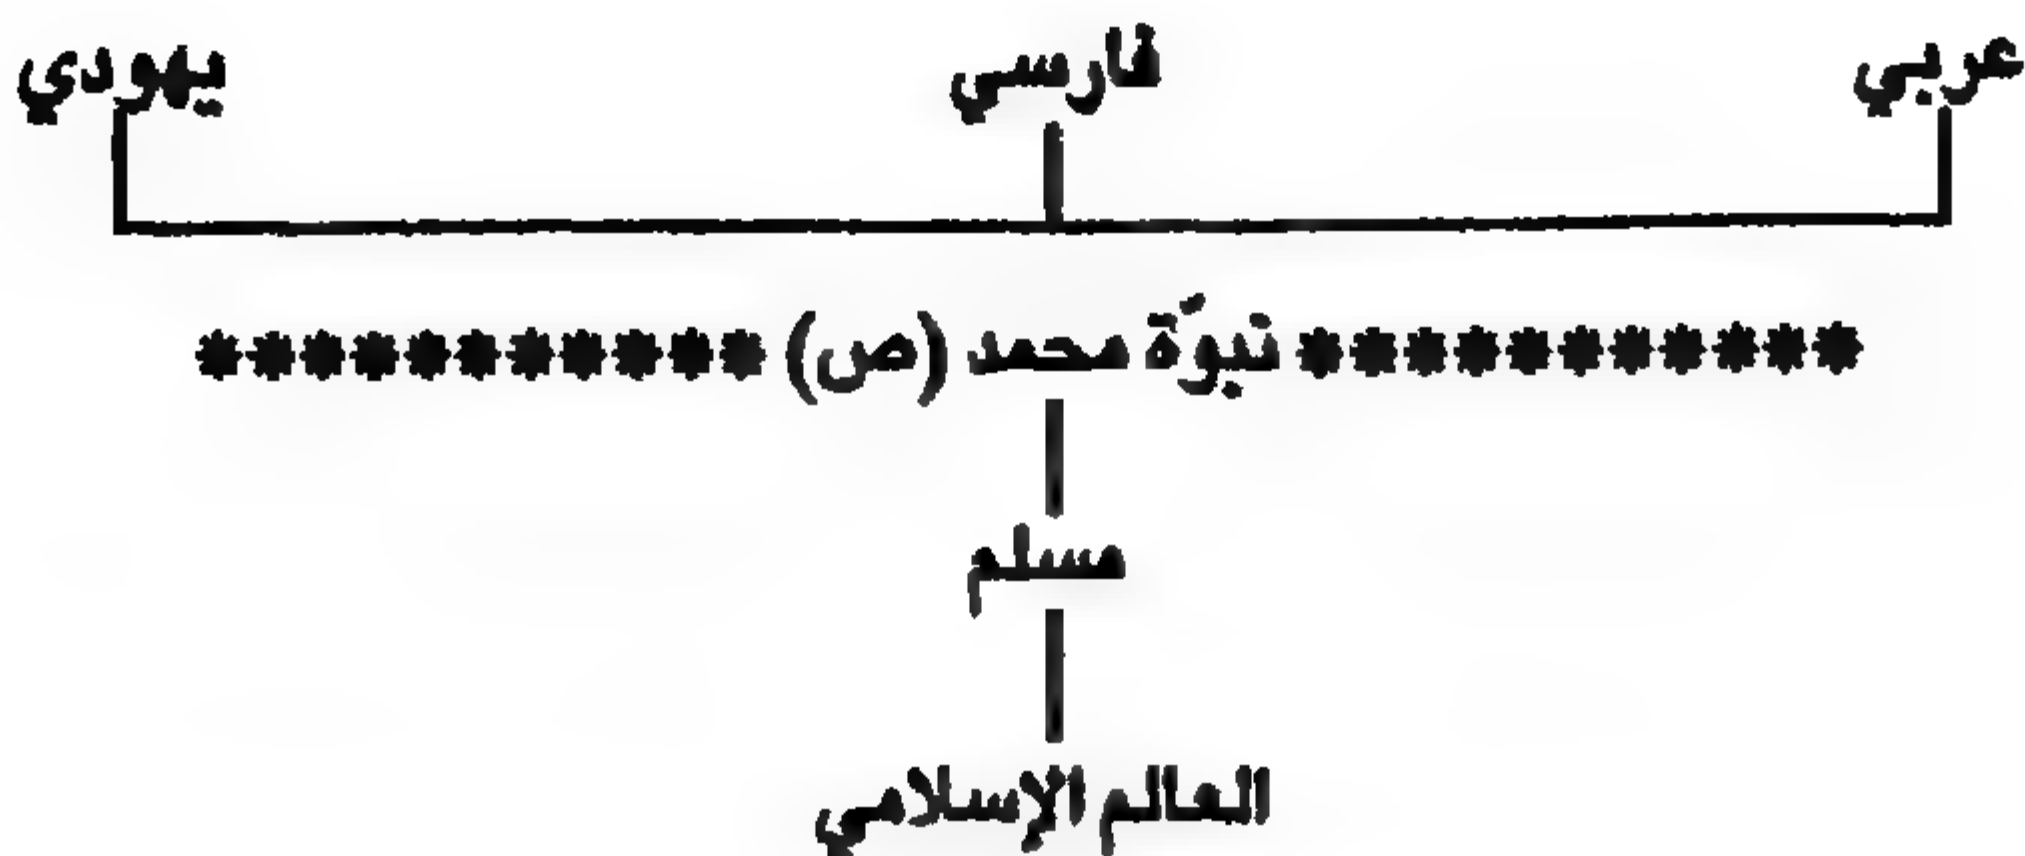 عربي فارسي يهودي
************ نبوّة محمد (ص) ***********
مسلم
العالم الإسلامي